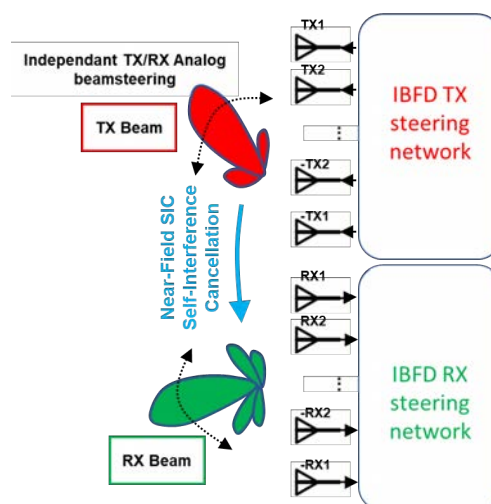 Independant TX/RX Analog
beamsteering
TX Beam
Near-Field SIC
Self-Interference
Cancellation
RX Beam
TX1
TX2
...
-TX2
-TX1
IBFD TX
steering
network
RX1
RX2
...
-RX2
-RX1
IBFD RX
steering
network